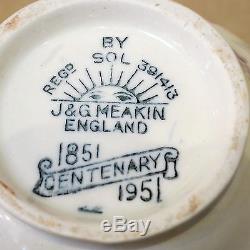 BY
SOL
REGD 391413
J&G MEAKIN
ENGLAND
1851
CENTENARY
1951